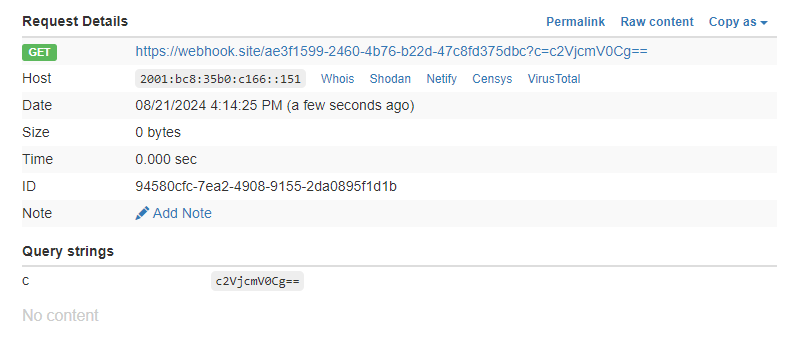 Request Details Permalink Raw content Copy as
GET https://webhook.site/ae3f1599-2460-4b76-b22d-47c8fd375dbc?c=c2VjcmV0Cg==
Host 2001:bc8:35b0:c166::151 Whois Shodan Netify Censys VirusTotal
Date 08/21/2024 4:14:25 PM (a few seconds ago)
Size 0 bytes
Time 0.000 sec
ID 94580cfc-7ea2-4908-9155-2da0895f1d1b
Note Add Note
Query strings
c c2VjcmV0Cg==
No content